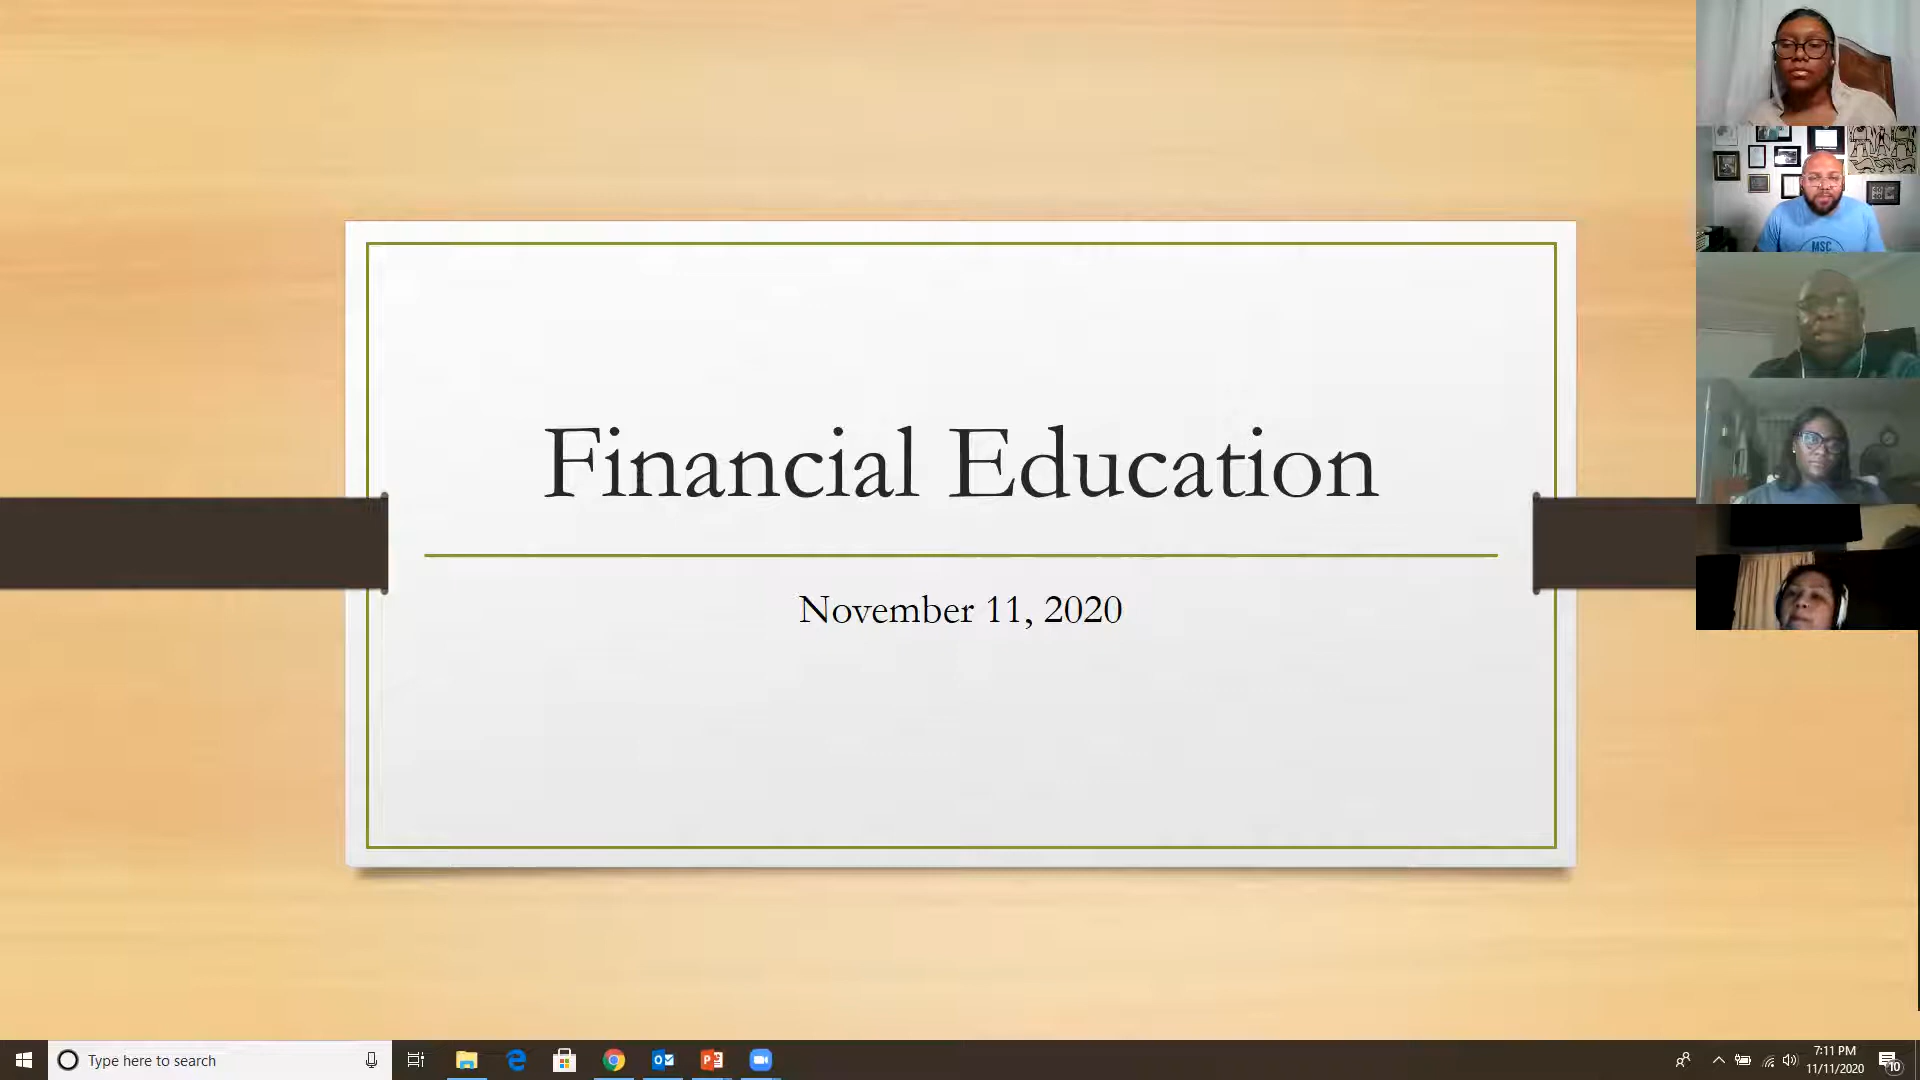 Financial Education
November 11, 2020
MSC
Type here to search
7:11 PM
11/11/2020
10